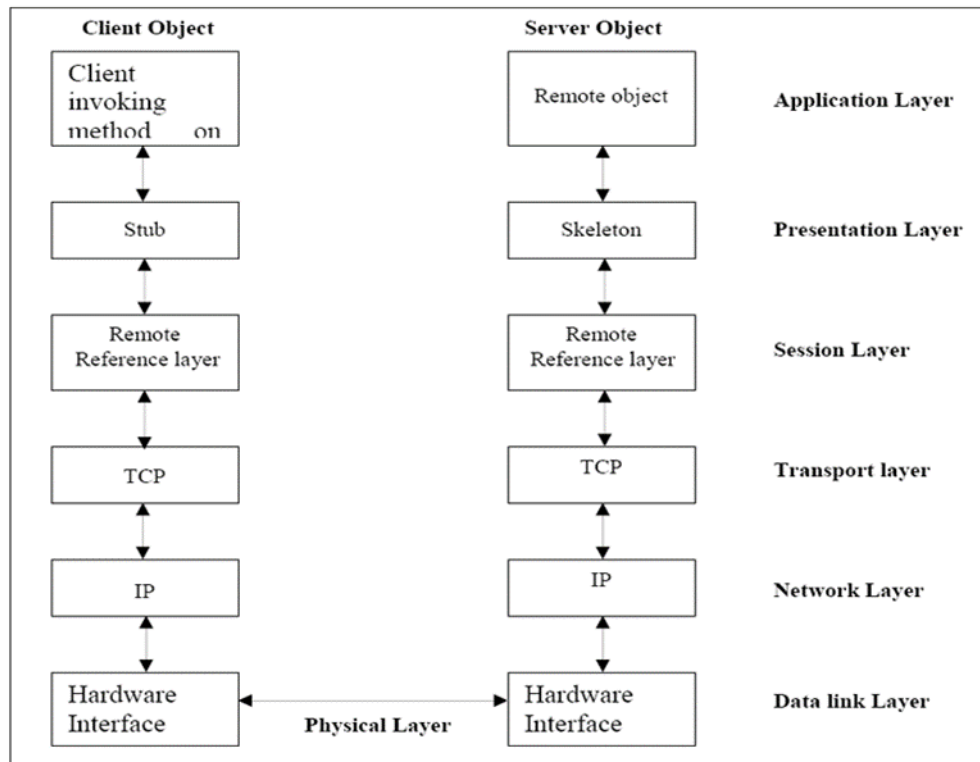 Client Object
Server Object
Client
invoking
method on
Remote object
Application Layer
Stub
Skeleton
Presentation Layer
Remote
Reference layer
Remote
Reference layer
Session Layer
TCP
TCP
Transport layer
IP
IP
Network Layer
Hardware
Interface
Hardware
Interface
Data link Layer
Physical Layer